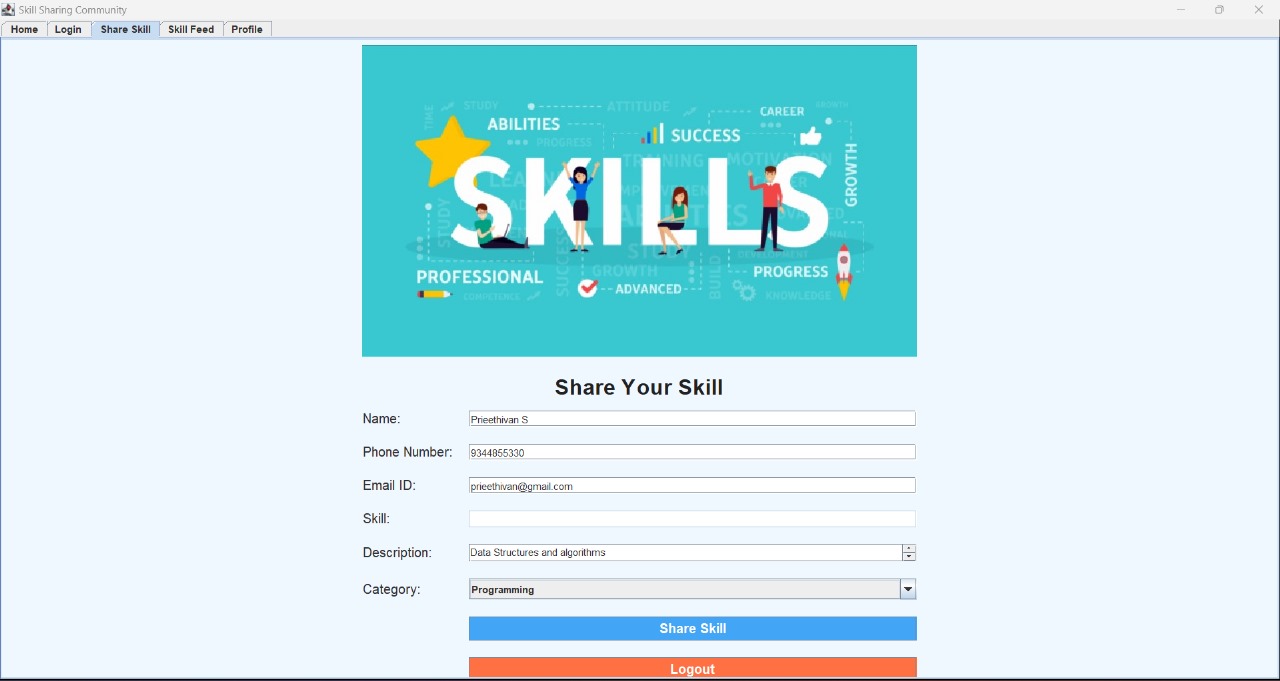 Skill Sharing Community
Home Login Share Skill Skill Feed Profile
TIME STUDY ATTITUDE CAREER GROWTH
ABILITIES SUCCESS
PROGRESS
TRAINING MOTIVATION
SKILLS
GROWTH
STUDY
STUDY
DEVELOPMENT
PROFESSIONAL SUCCESS GROWTH BUILD PROGRESS
COMPETENCE ADVANCED KNOWLEDGE
Share Your Skill
Name: Prieethivan S
Phone Number: 9344855330
Email ID: prieethivan@gmail.com
Skill:
Description: Data Structures and algorithms
Category: Programming
Share Skill
Logout